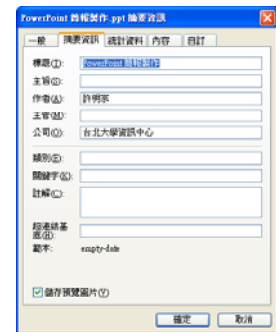 PowerPoint 簡報製作.ppt 摘要資訊
一般 摘要資訊 統計資料 內容 自訂
標題(T): PowerPoint 簡報製作
主旨(S):
作者(A): 許明宗
主管(M):
公司(O): 台北大學資訊中心
類別(E):
關鍵字(K):
註解(C):
超連結基
底(H):
範本: empty-date
儲存預覽圖片(V)
確定 取消